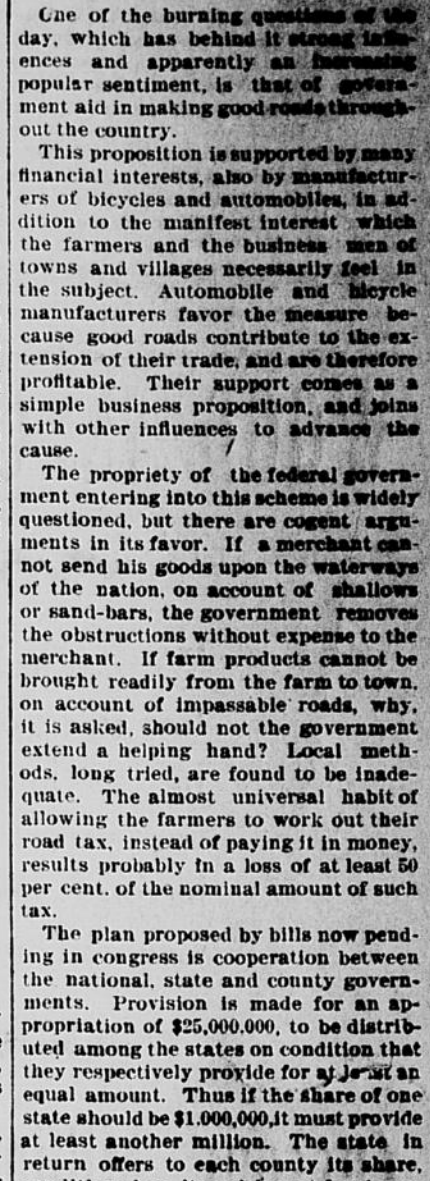 One of the burning questions of the
day, which has behind it strong influ-
ences and apparently an increasing
popular sentiment, is that of govern-
ment aid in making good roads through-
out the country.
This proposition is supported by many
financial interests, also by manufactur-
ers of bicycles and automobiles, in ad-
dition to the manifest interest which
the farmers and the business men of
towns and villages necessarily feel in
the subject. Automobile and bicycle
manufacturers favor the measure be-
cause good roads contribute to the ex-
tension of their trade, and are therefore
profitable. Their support comes as a
simple business proposition, and joins
with other influences to advance the
cause.
The propriety of the federal govern-
ment entering into this scheme is widely
questioned, but there are cogent argu-
ments in its favor. If a merchant can-
not send his goods upon the waterways
of the nation, on account of shallows
or sand-bars, the government removes
the obstructions without expense to the
merchant. If farm products cannot be
brought readily from the farm to town,
on account of impassable roads, why,
it is asked, should not the government
extend a helping hand? Local meth-
ods, long tried, are found to be inade-
quate. The almost universal habit of
allowing the farmers to work out their
road tax, instead of paying it in money,
results probably in a loss of at least 50
per cent. of the nominal amount of such
tax.
The plan proposed by bills now pend-
ing in congress is cooperation between
the national, state and county govern-
ments. Provision is made for an ap-
propriation of $25,000,000, to be distrib-
uted among the states on condition that
they respectively provide for at least an
equal amount. Thus if the share of one
state should be $1,000,000, it must provide
at least another million. The state in
return offers to each county its share,